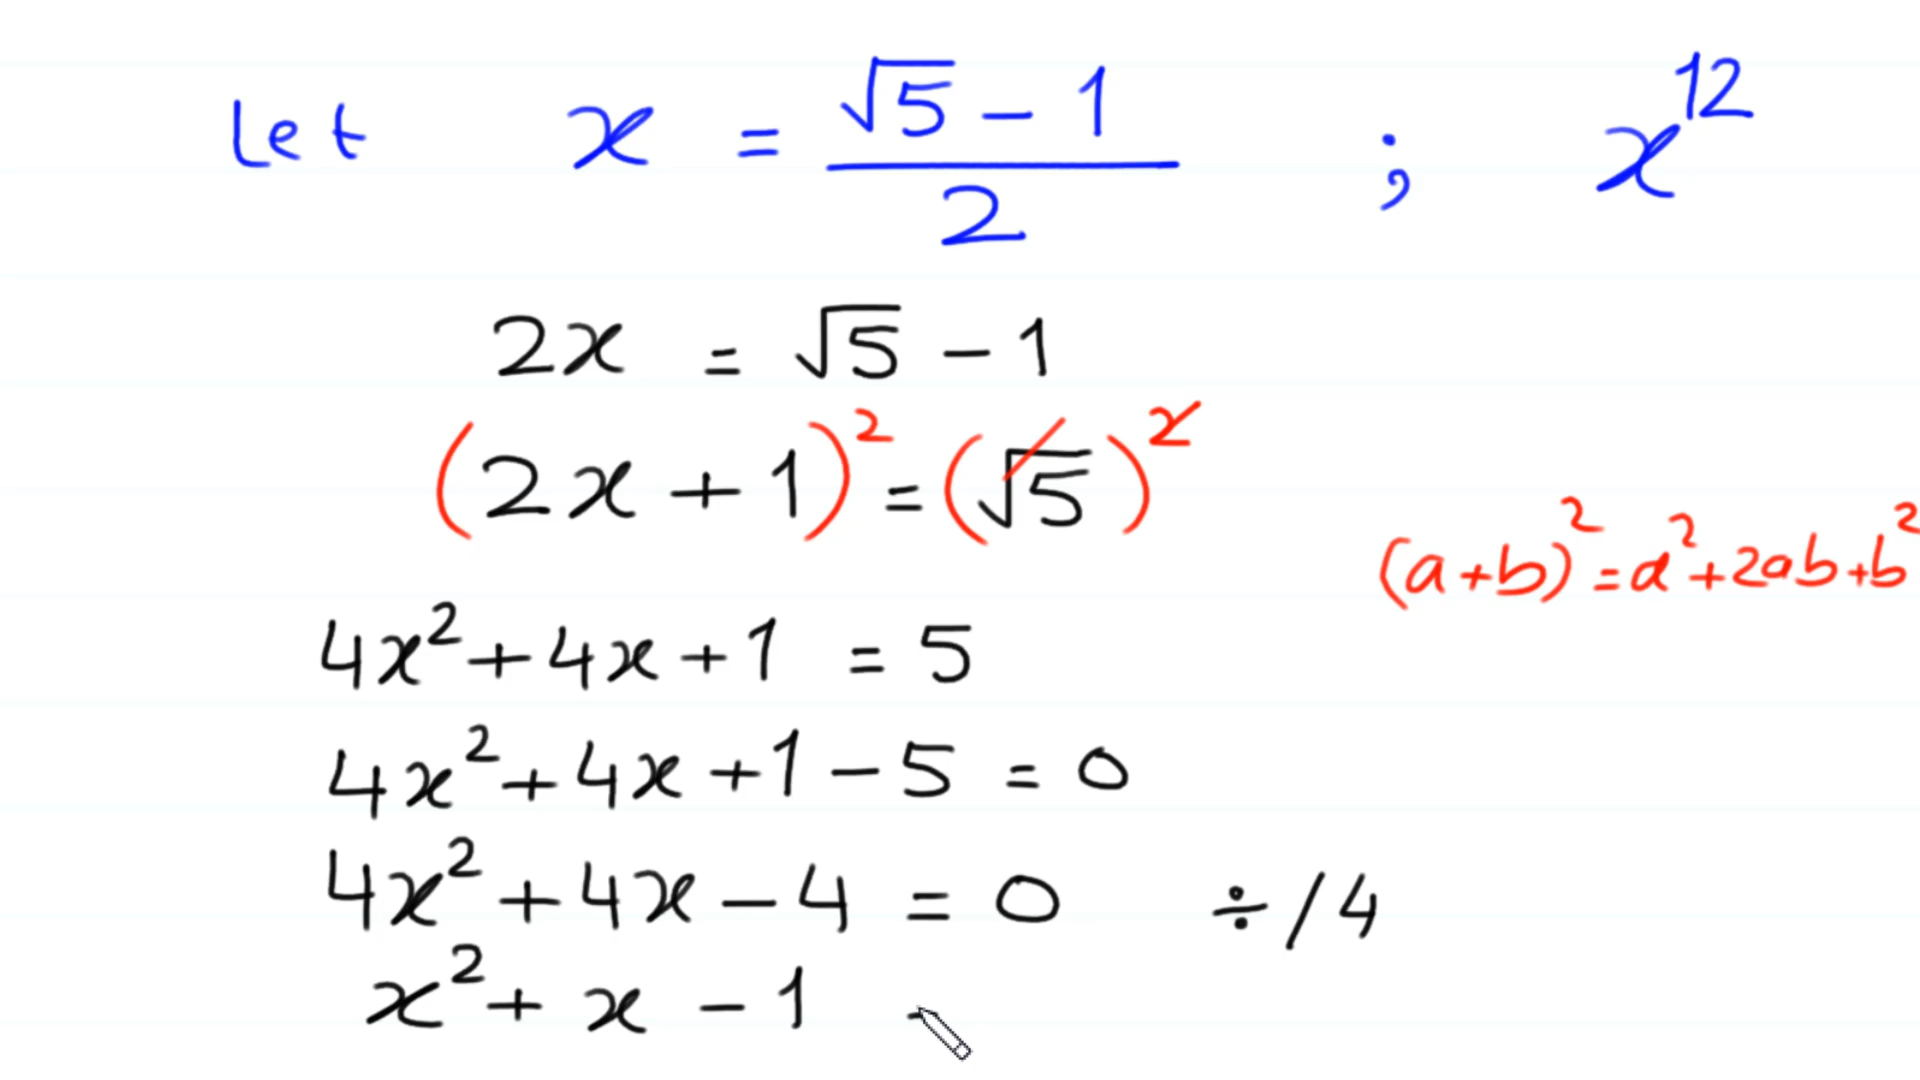 Let x = (√5 - 1)/2 ; x¹²
2x = √5 - 1
(2x + 1)² = (√5)²
(a+b)² = a² + 2ab + b²
4x² + 4x + 1 = 5
4x² + 4x + 1 - 5 = 0
4x² + 4x - 4 = 0 ÷/4
x² + x - 1